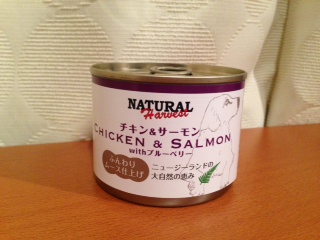 NATURAL
Harvest
チキン&サーモン
CHICKEN & SALMON
withブルーベリー
ふんわり
ムース仕上げ
ニュージーランドの
大自然の恵み